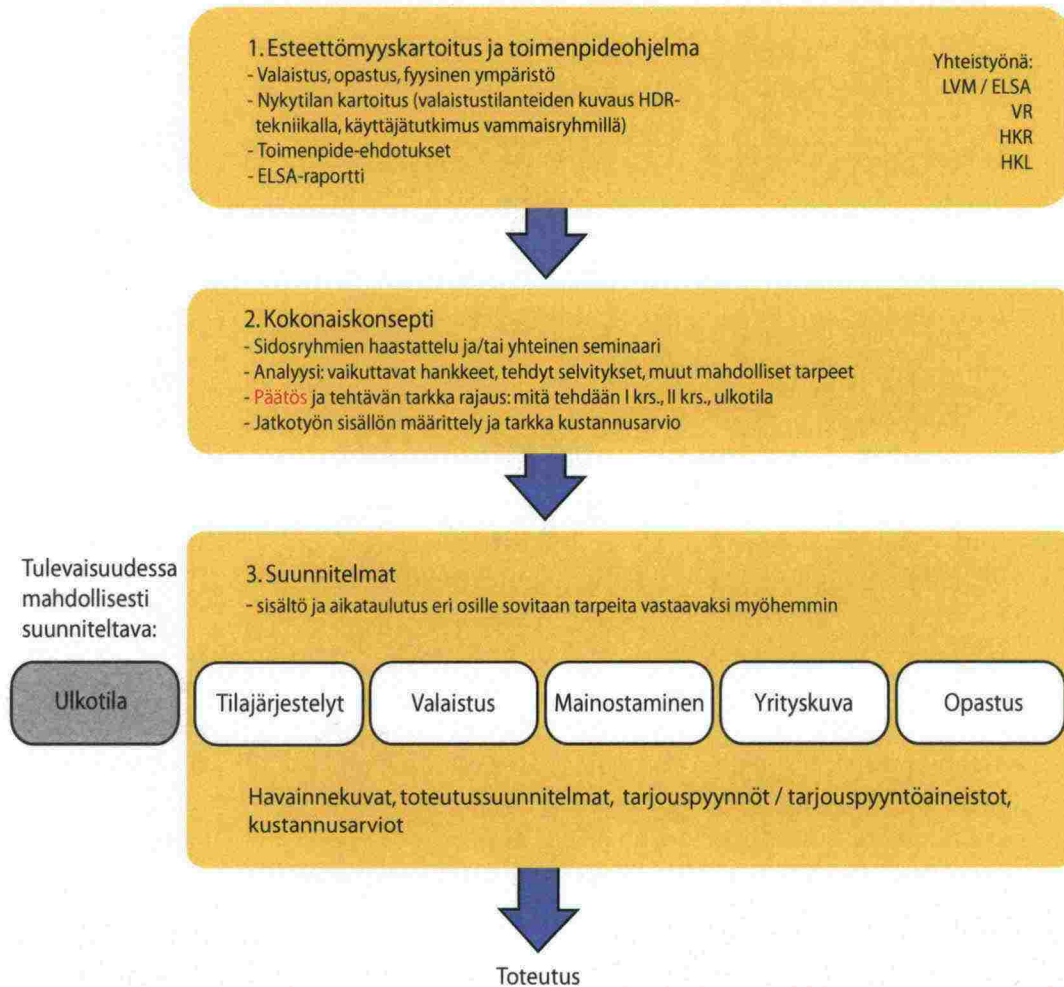 1. Esteettömyyskartoitus ja toimenpideohjelma
- Valaistus, opastus, fyysinen ympäristö
- Nykytilan kartoitus (valaistustilanteiden kuvaus HDR-
tekniikalla, käyttäjätutkimus vammaisryhmillä)
- Toimenpide-ehdotukset
- ELSA-raportti
Yhteistyönä:
LVM / ELSA
VR
HKR
HKL
2. Kokonaiskonsepti
- Sidosryhmien haastattelu ja/tai yhteinen seminaari
- Analyysi: vaikuttavat hankkeet, tehdyt selvitykset, muut mahdolliset tarpeet
- Päätös ja tehtävän tarkka rajaus: mitä tehdään I krs., II krs., ulkotila
- Jatkotyön sisällön määrittely ja tarkka kustannusarvio
Tulevaisuudessa
mahdollisesti
suunniteltava:
Ulkotila
3. Suunnitelmat
- sisältö ja aikataulutus eri osille sovitaan tarpeita vastaavaksi myöhemmin
Tilajärjestelyt
Valaistus
Mainostaminen
Yrityskuva
Opastus
Havainnekuvat, toteutussuunnitelmat, tarjouspyynnöt / tarjouspyyntöaineistot,
kustannusarviot
Toteutus